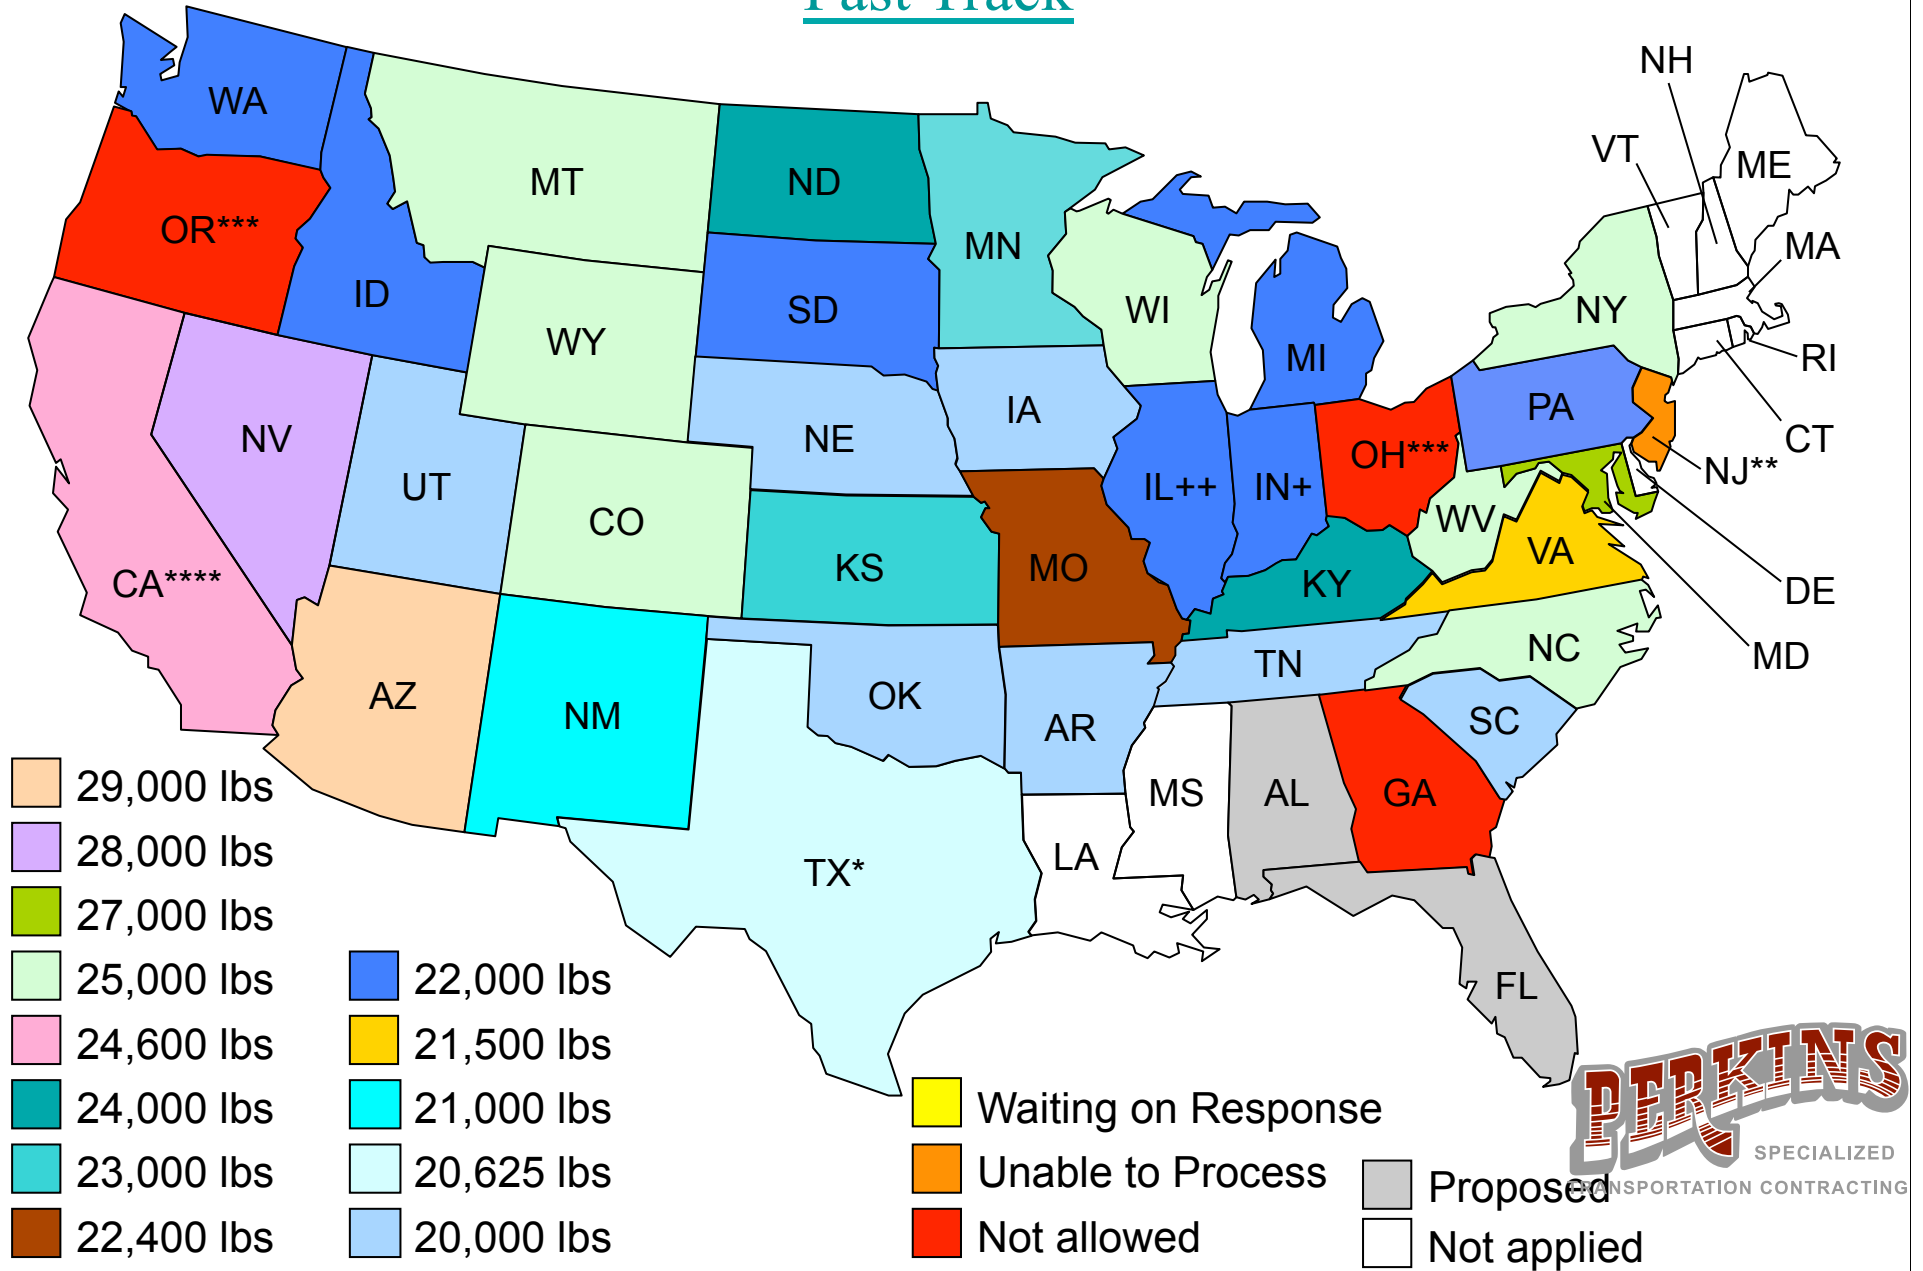 Fast Track
NH
WA
VT
ME
MT
ND
OR***
MN
MA
ID
SD
WI
NY
WY
MI
RI
IA
PA
NV
NE
CT
OH***
NJ**
UT
IL++
IN+
CO
WV
VA
KS
MO
CA****
KY
DE
NC
MD
TN
AZ
OK
NM
SC
AR
MS
AL
GA
LA
TX*
FL
29,000 lbs
28,000 lbs
27,000 lbs
25,000 lbs
24,600 lbs
24,000 lbs
23,000 lbs
22,400 lbs
22,000 lbs
21,500 lbs
21,000 lbs
20,625 lbs
20,000 lbs
Waiting on Response
Unable to Process
Not allowed
Proposed
Not applied
PERKINS
SPECIALIZED
TRANSPORTATION CONTRACTING